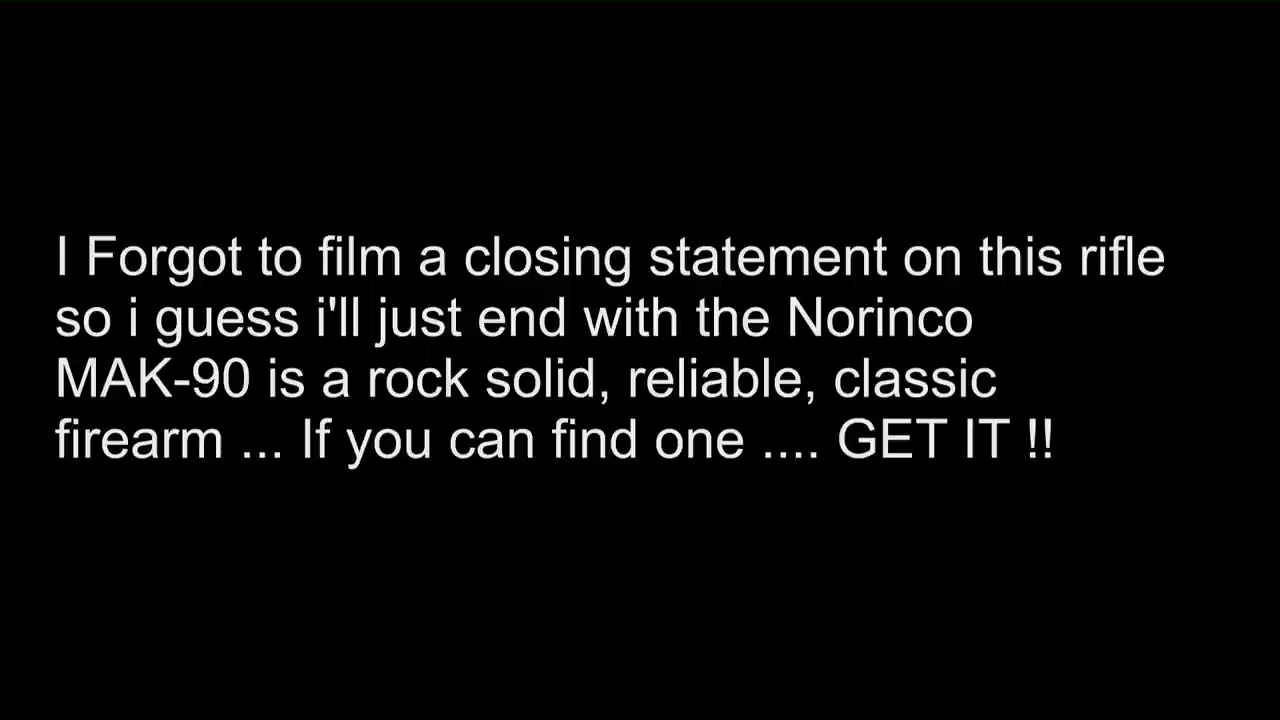 I Forgot to film a closing statement on this rifle
so i guess i'll just end with the Norinco
MAK-90 is a rock solid, reliable, classic
firearm ... If you can find one .... GET IT !!